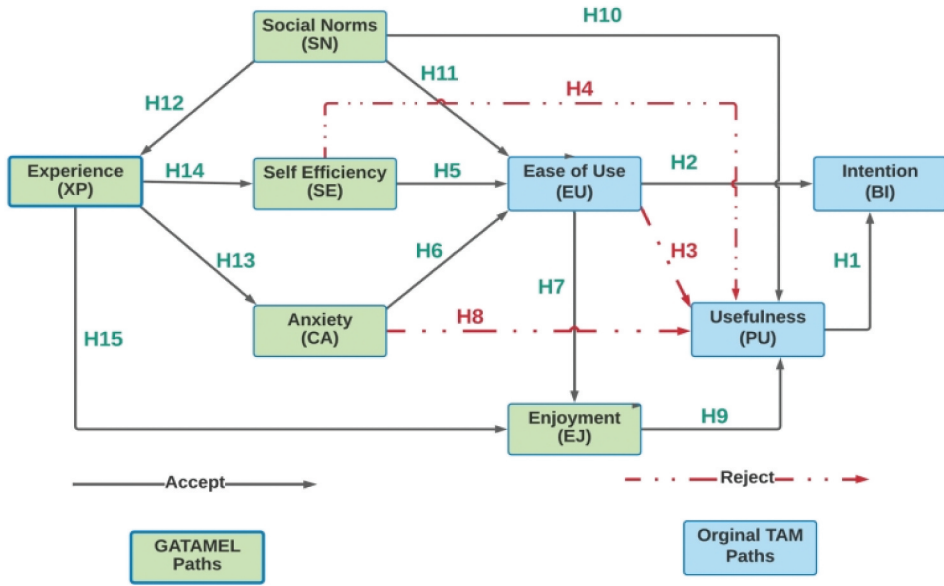 Social Norms
(SN)
H10
H12
H11
H4
Experience
(XP)
H14
Self Efficiency
(SE)
H5
Ease of Use
(EU)
H2
Intention
(BI)
H13
H6
H3
H7
H1
H15
Anxiety
(CA)
H8
Usefulness
(PU)
Enjoyment
(EJ)
H9
Accept
Reject
GATAMEL
Paths
Orginal TAM
Paths